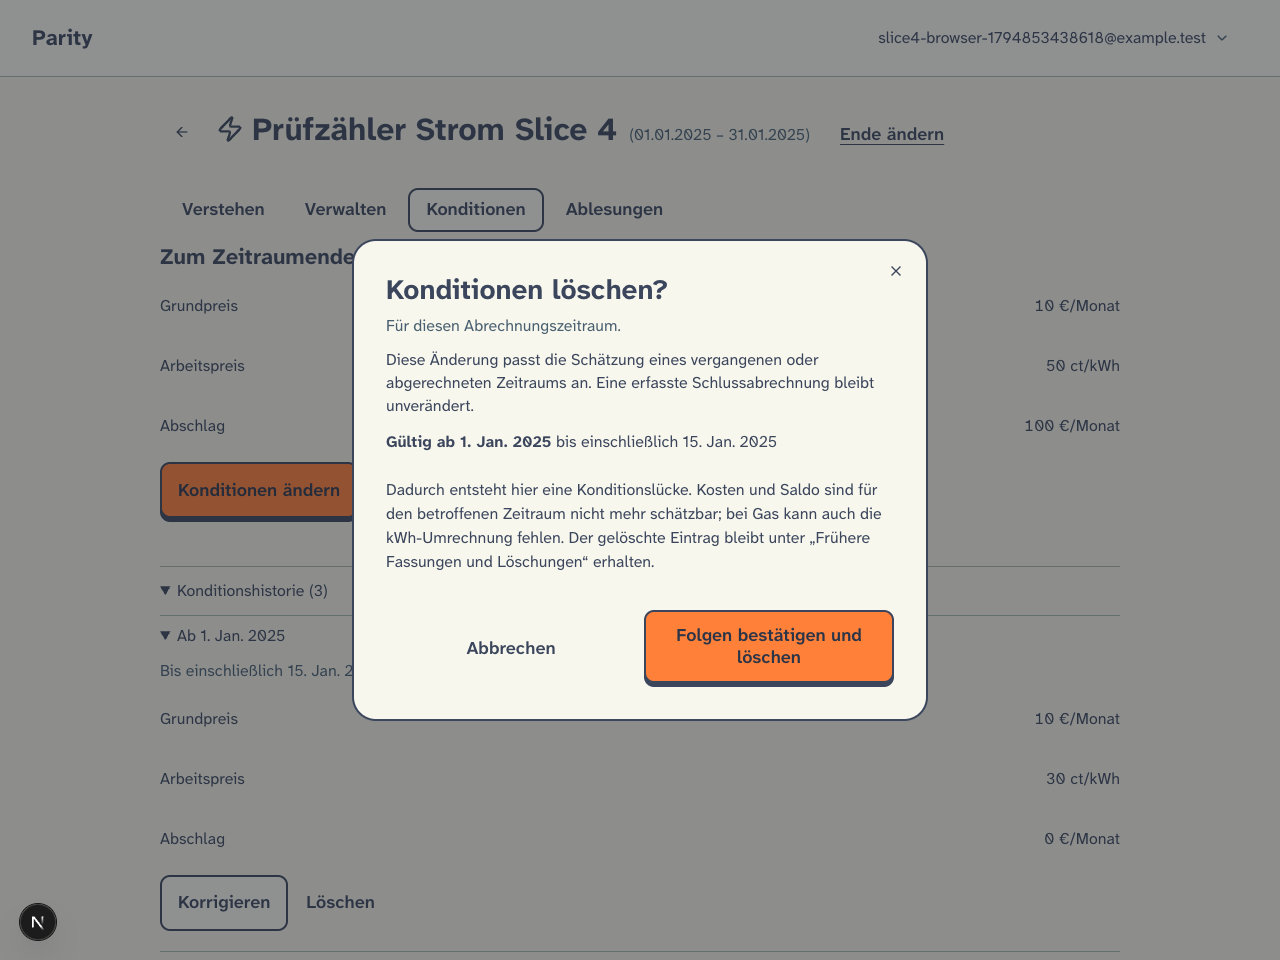 Parity
slice4-browser-1794853438618@example.test
Prüfzähler Strom Slice 4 (01.01.2025 – 31.01.2025) Ende ändern
Verstehen Verwalten Konditionen Ablesungen
Zum Zeitraumende
Grundpreis 10 €/Monat
Arbeitspreis 50 ct/kWh
Abschlag 100 €/Monat
Konditionen ändern
Konditionshistorie (3)
Ab 1. Jan. 2025
Bis einschließlich 15. Jan. 2
Grundpreis 10 €/Monat
Arbeitspreis 30 ct/kWh
Abschlag 0 €/Monat
Korrigieren Löschen
Konditionen löschen?
Für diesen Abrechnungszeitraum.
Diese Änderung passt die Schätzung eines vergangenen oder
abgerechneten Zeitraums an. Eine erfasste Schlussabrechnung bleibt
unverändert.
Gültig ab 1. Jan. 2025 bis einschließlich 15. Jan. 2025
Dadurch entsteht hier eine Konditionslücke. Kosten und Saldo sind für
den betroffenen Zeitraum nicht mehr schätzbar; bei Gas kann auch die
kWh-Umrechnung fehlen. Der gelöschte Eintrag bleibt unter „Frühere
Fassungen und Löschungen“ erhalten.
Abbrechen
Folgen bestätigen und
löschen
N